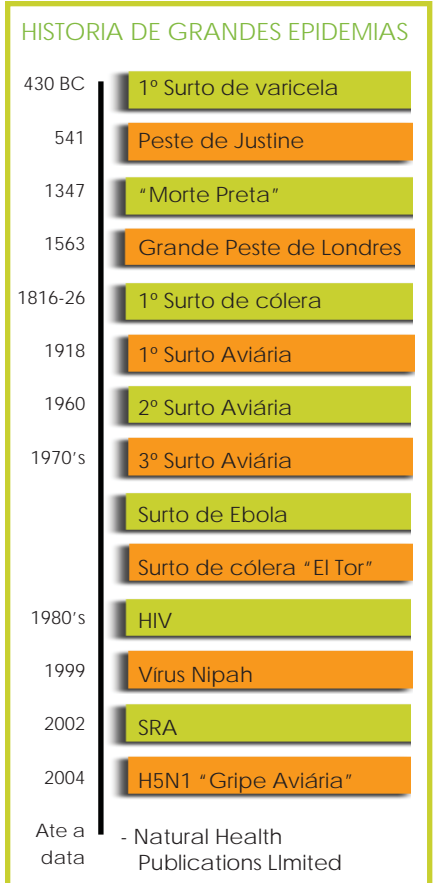 HISTORIA DE GRANDES EPIDEMIAS
430 BC 1º Surto de varicela
541 Peste de Justine
1347 “Morte Preta”
1563 Grande Peste de Londres
1816-26 1º Surto de cólera
1918 1º Surto Aviária
1960 2º Surto Aviária
1970’s 3º Surto Aviária
Surto de Ebola
Surto de cólera “El Tor”
1980’s HIV
1999 Vírus Nipah
2002 SRA
2004 H5N1 “Gripe Aviária”
Ate a data
- Natural Health
Publications LImited